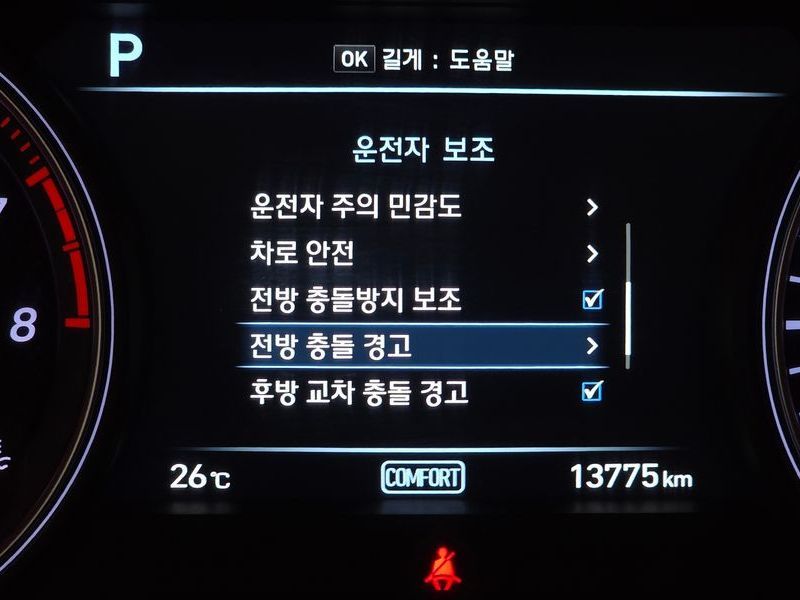 P
OK 길게 : 도움말
운전자 보조
운전자 주의 민감도
차로 안전
전방 충돌방지 보조
전방 충돌 경고
후방 교차 충돌 경고
8
26℃ COMFORT 13775km